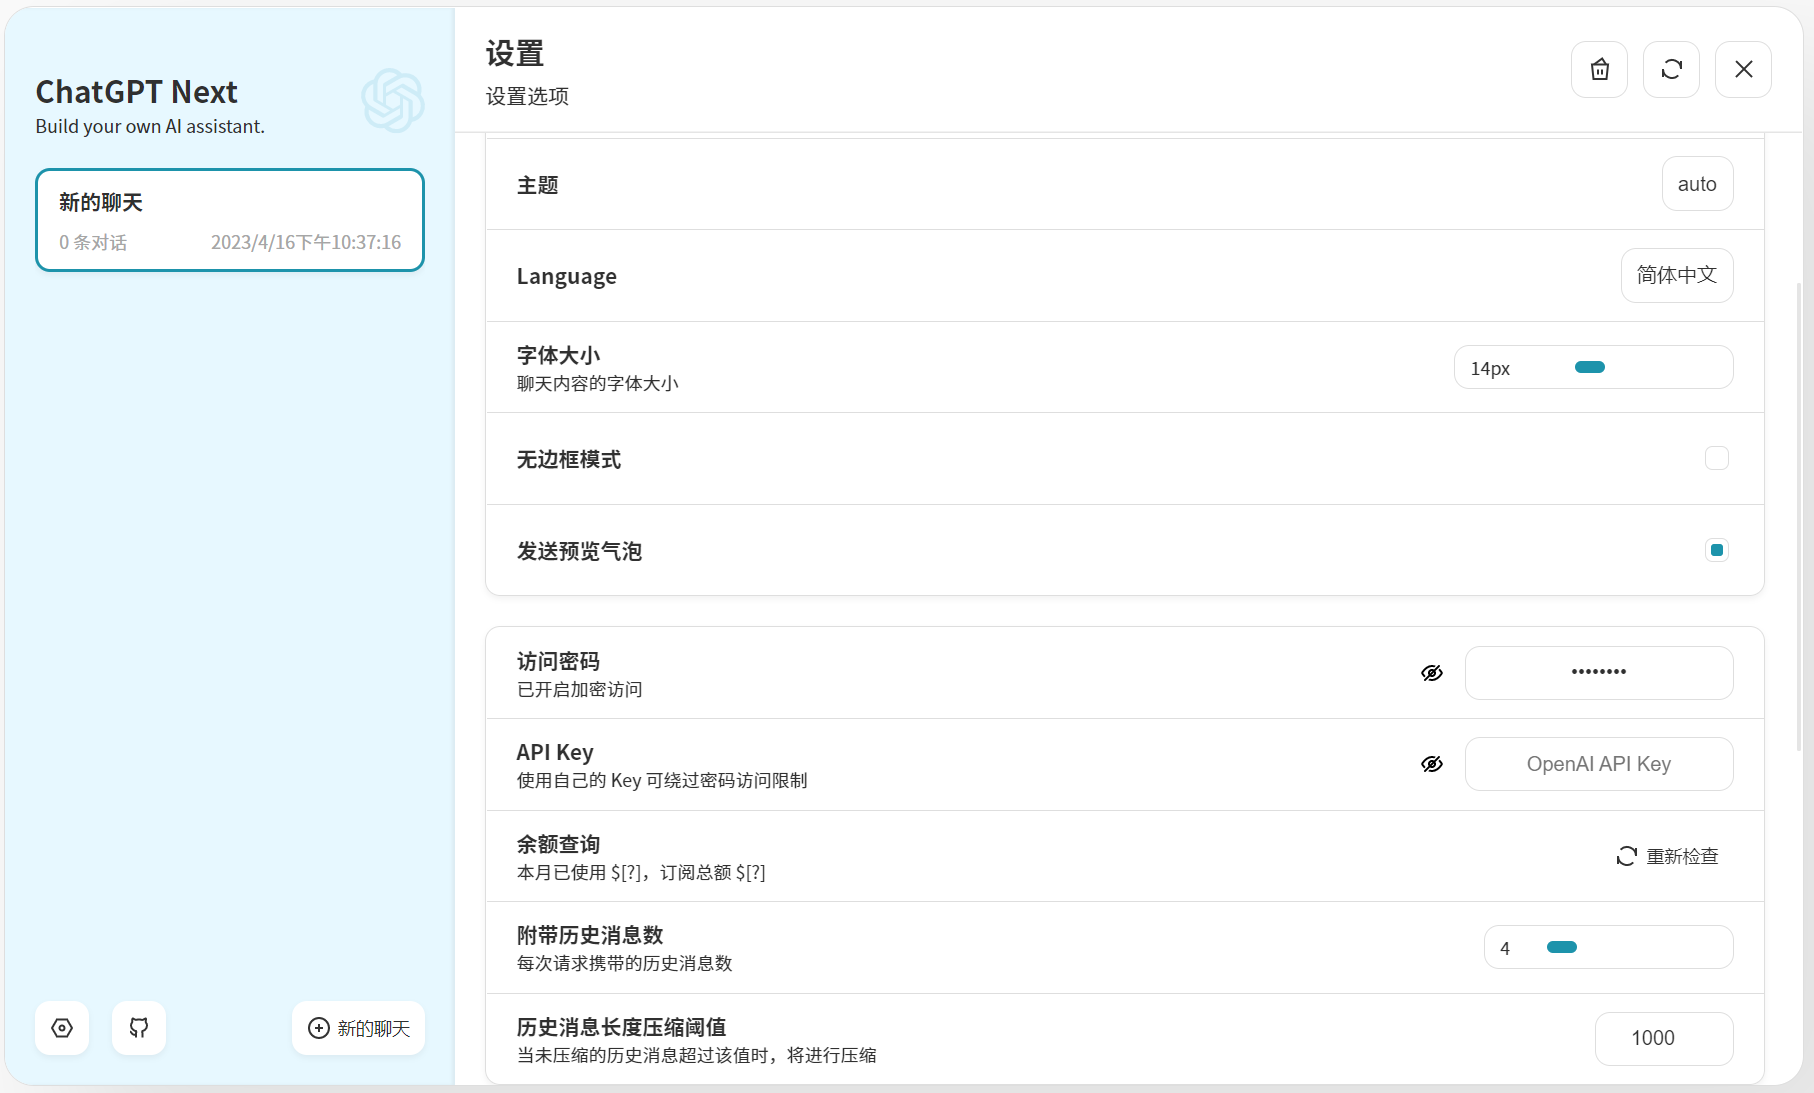 ChatGPT Next
Build your own AI assistant.
新的聊天
0 条对话
2023/4/16下午10:37:16
新的聊天
设置
设置选项
主题
auto
Language
简体中文
字体大小
聊天内容的字体大小
14px
无边框模式
发送预览气泡
访问密码
已开启加密访问
••••••••
API Key
使用自己的 Key 可绕过密码访问限制
OpenAI API Key
余额查询
本月已使用 $[?]，订阅总额 $[?]
重新检查
附带历史消息数
每次请求携带的历史消息数
4
历史消息长度压缩阈值
当未压缩的历史消息超过该值时，将进行压缩
1000